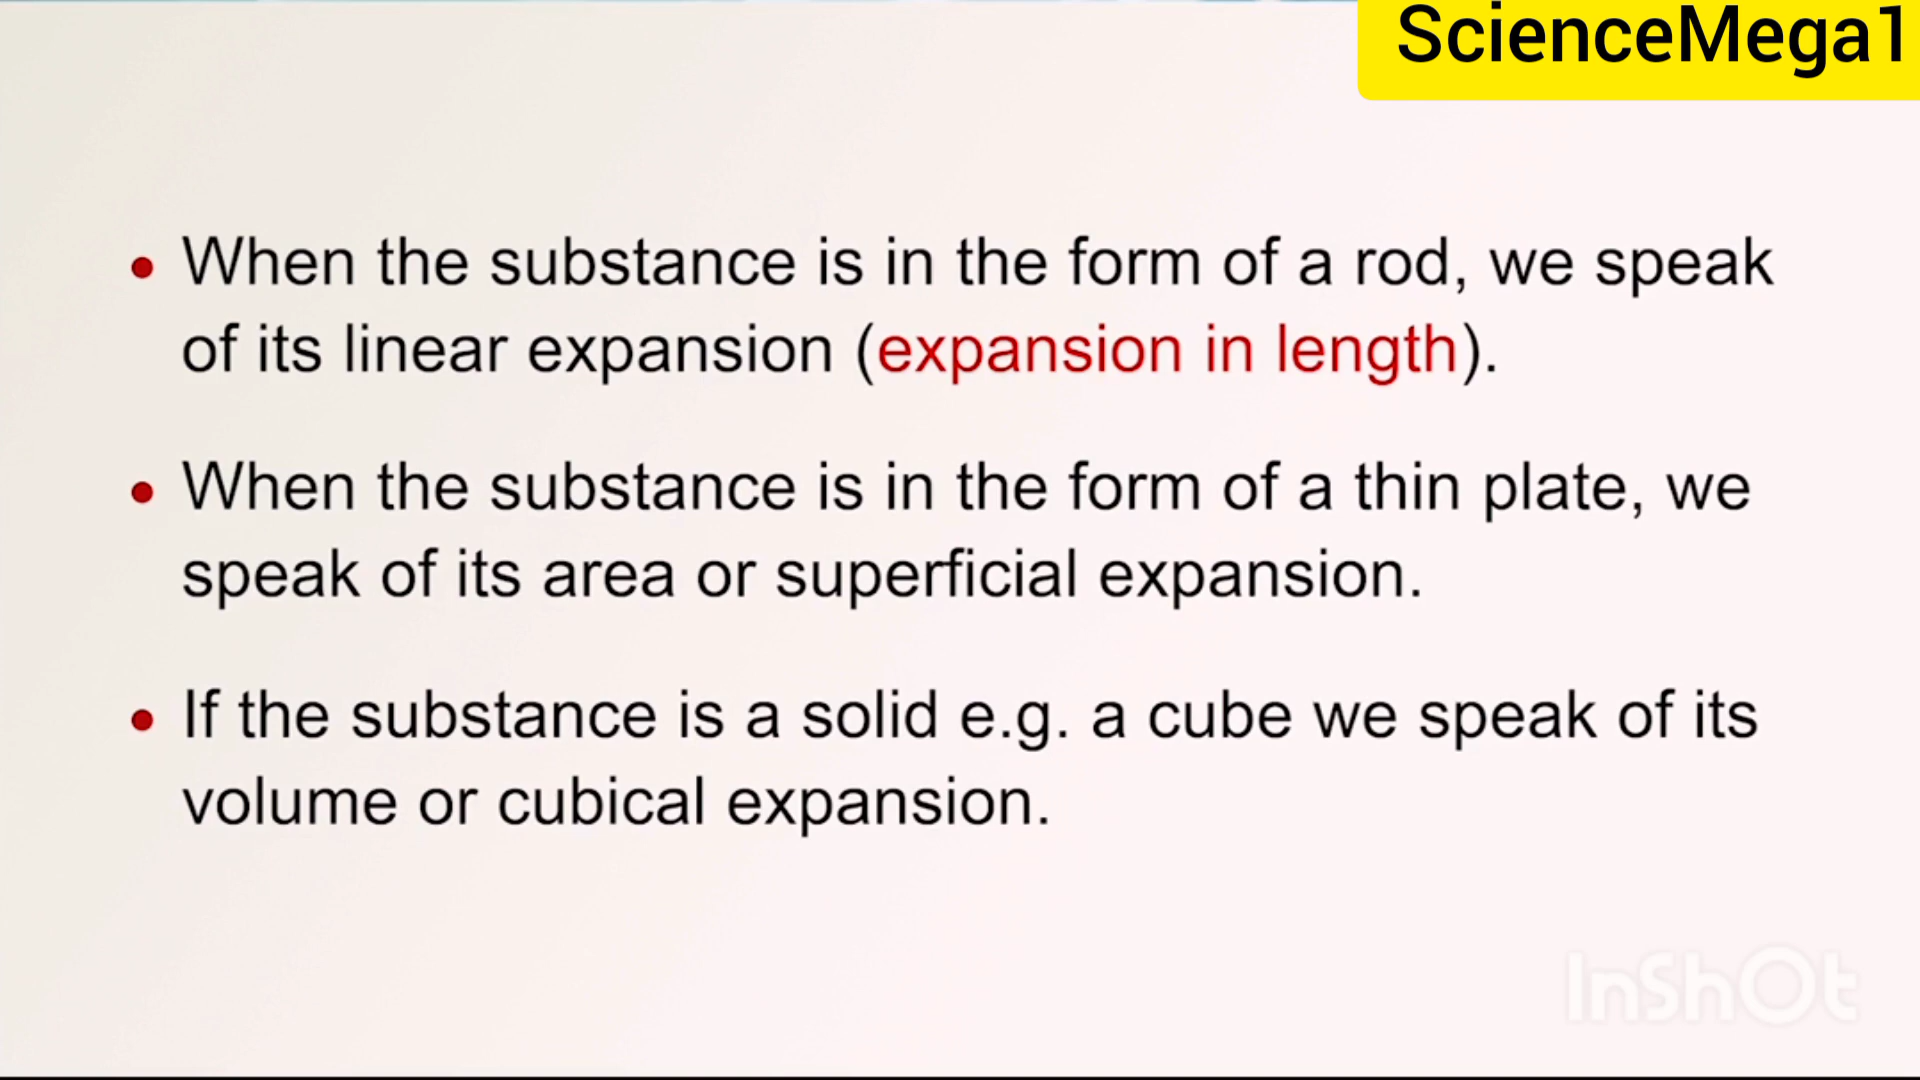 ScienceMega1
• When the substance is in the form of a rod, we speak
of its linear expansion (expansion in length).
• When the substance is in the form of a thin plate, we
speak of its area or superficial expansion.
• If the substance is a solid e.g. a cube we speak of its
volume or cubical expansion.
InShOt